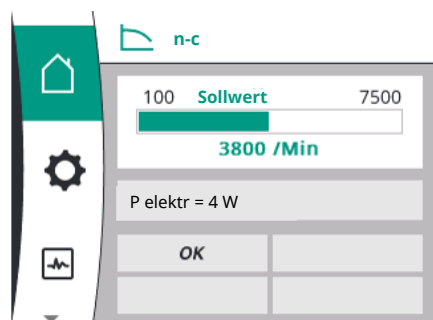 n-c
100 Sollwert 7500
3800 /Min
P elektr = 4 W
OK